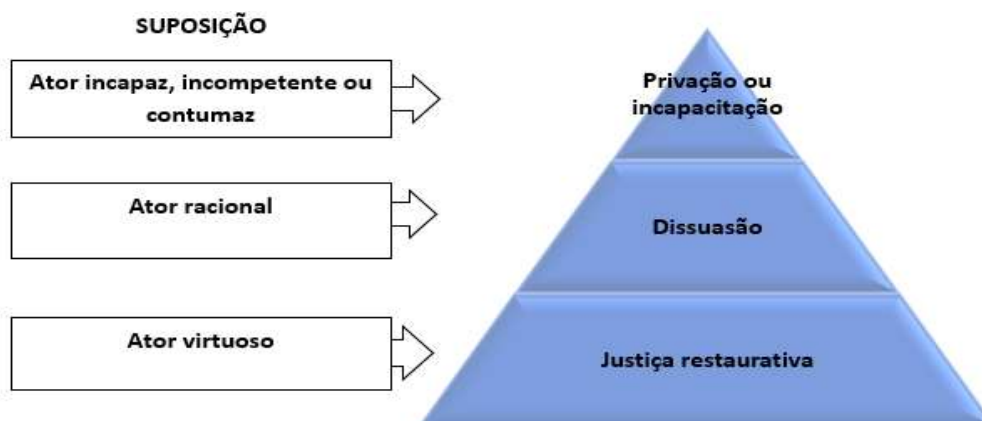 SUPOSIÇÃO
Ator incapaz, incompetente ou
contumaz
Privação ou
incapacitação
Ator racional
Dissuasão
Ator virtuoso
Justiça restaurativa